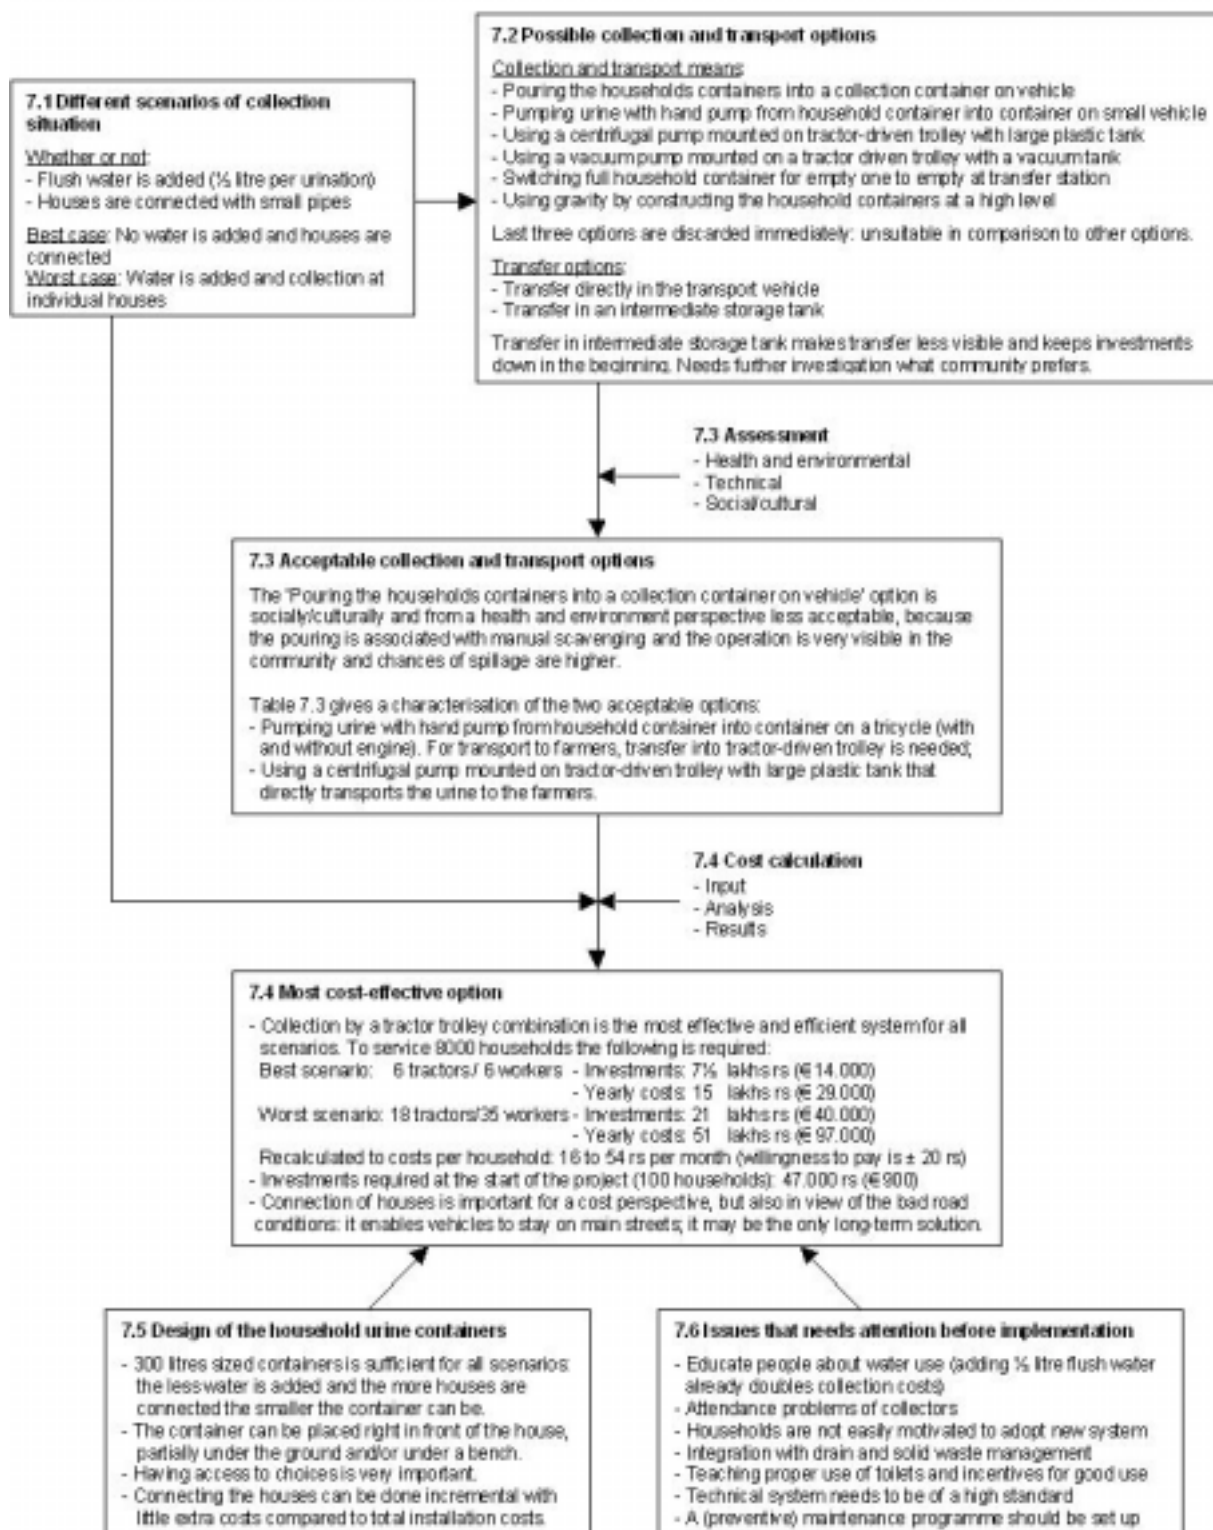 7.1 Different scenarios of collection
situation
Whether or not:
- Flush water is added (½ litre per urination)
- Houses are connected with small pipes
Best case: No water is added and houses are
connected
Worst case: Water is added and collection at
individual houses
7.2 Possible collection and transport options
Collection and transport means:
- Pouring the households containers into a collection container on vehicle
- Pumping urine with hand pump from household container into container on small vehicle
- Using a centrifugal pump mounted on tractor-driven trolley with large plastic tank
- Using a vacuum pump mounted on a tractor driven trolley with a vacuum tank
- Switching full household container for empty one to empty at transfer station
- Using gravity by constructing the household containers at a high level
Last three options are discarded immediately: unsuitable in comparison to other options.
Transfer options:
- Transfer directly in the transport vehicle
- Transfer in an intermediate storage tank
Transfer in intermediate storage tank makes transfer less visible and keeps investments
down in the beginning. Needs further investigation what community prefers.
7.3 Assessment
- Health and environmental
- Technical
- Social/cultural
7.3 Acceptable collection and transport options
The 'Pouring the households containers into a collection container on vehicle' option is
socially/culturally and from a health and environment perspective less acceptable, because
the pouring is associated with manual scavenging and the operation is very visible in the
community and chances of spillage are higher.
Table 7.3 gives a characterisation of the two acceptable options:
- Pumping urine with hand pump from household container into container on a tricycle (with
and without engine). For transport to farmers, transfer into tractor-driven trolley is needed;
- Using a centrifugal pump mounted on tractor-driven trolley with large plastic tank that
directly transports the urine to the farmers.
7.4 Cost calculation
- Input
- Analysis
- Results
7.4 Most cost-effective option
- Collection by a tractor trolley combination is the most effective and efficient system for all
scenarios. To service 8000 households the following is required:
Best scenario: 6 tractors / 6 workers - Investments: 7½ lakhs rs (€ 14.000)
- Yearly costs: 15 lakhs rs (€ 29.000)
Worst scenario: 18 tractors/35 workers - Investments: 21 lakhs rs (€ 40.000)
- Yearly costs: 51 lakhs rs (€ 97.000)
Recalculated to costs per household: 16 to 54 rs per month (willingness to pay is ± 20 rs)
- Investments required at the start of the project (100 households): 47.000 rs (€ 900)
- Connection of houses is important for a cost perspective, but also in view of the bad road
conditions: it enables vehicles to stay on main streets; it may be the only long-term solution.
7.5 Design of the household urine containers
- 300 litres sized containers is sufficient for all scenarios:
the less water is added and the more houses are
connected the smaller the container can be.
- The container can be placed right in front of the house,
partially under the ground and/or under a bench.
- Having access to choices is very important.
- Connecting the houses can be done incremental with
little extra costs compared to total installation costs.
7.6 Issues that needs attention before implementation
- Educate people about water use (adding ½ litre flush water
already doubles collection costs)
- Attendance problems of collectors
- Households are not easily motivated to adopt new system
- Integration with drain and solid waste management
- Teaching proper use of toilets and incentives for good use
- Technical system needs to be of a high standard
- A (preventive) maintenance programme should be set up